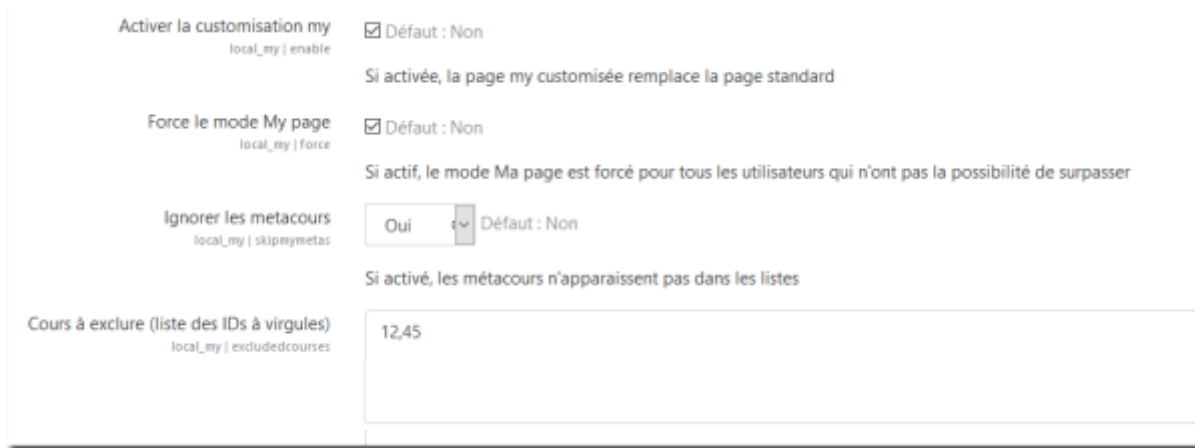 Activer la customisation my
local_my | enable
Défaut : Non
Si activée, la page my customisée remplace la page standard
Force le mode My page
local_my | force
Défaut : Non
Si actif, le mode Ma page est forcé pour tous les utilisateurs qui n'ont pas la possibilité de surpasser
Ignorer les metacours
local_my | skipmymetas
Oui
Défaut : Non
Si activé, les métacours n'apparaissent pas dans les listes
Cours à exclure (liste des IDs à virgules)
local_my | excludedcourses
12,45